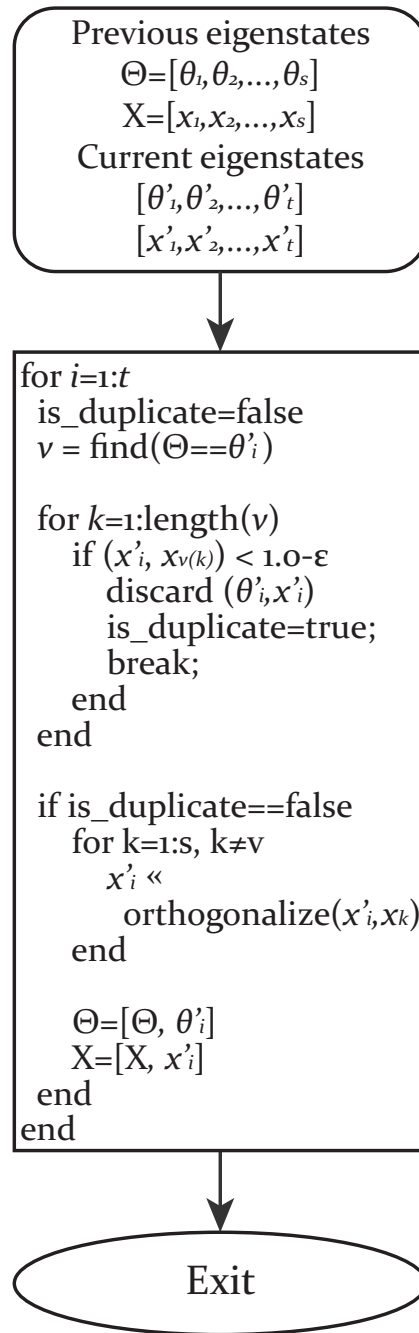 Previous eigenstates
Θ=[θ₁,θ₂,...,θₛ]
X=[x₁,x₂,...,xₛ]
Current eigenstates
[θ'₁,θ'₂,...,θ'ₜ]
[x'₁,x'₂,...,x'ₜ]
for i=1:t
is_duplicate=false
v = find(Θ==θ'ᵢ)
for k=1:length(v)
if (x'ᵢ, x_v(k)) < 1.0-ε
discard (θ'ᵢ,x'ᵢ)
is_duplicate=true;
break;
end
end
if is_duplicate==false
for k=1:s, k≠v
x'ᵢ «
orthogonalize(x'ᵢ,xₖ)
end
Θ=[Θ, θ'ᵢ]
X=[X, x'ᵢ]
end
end
Exit